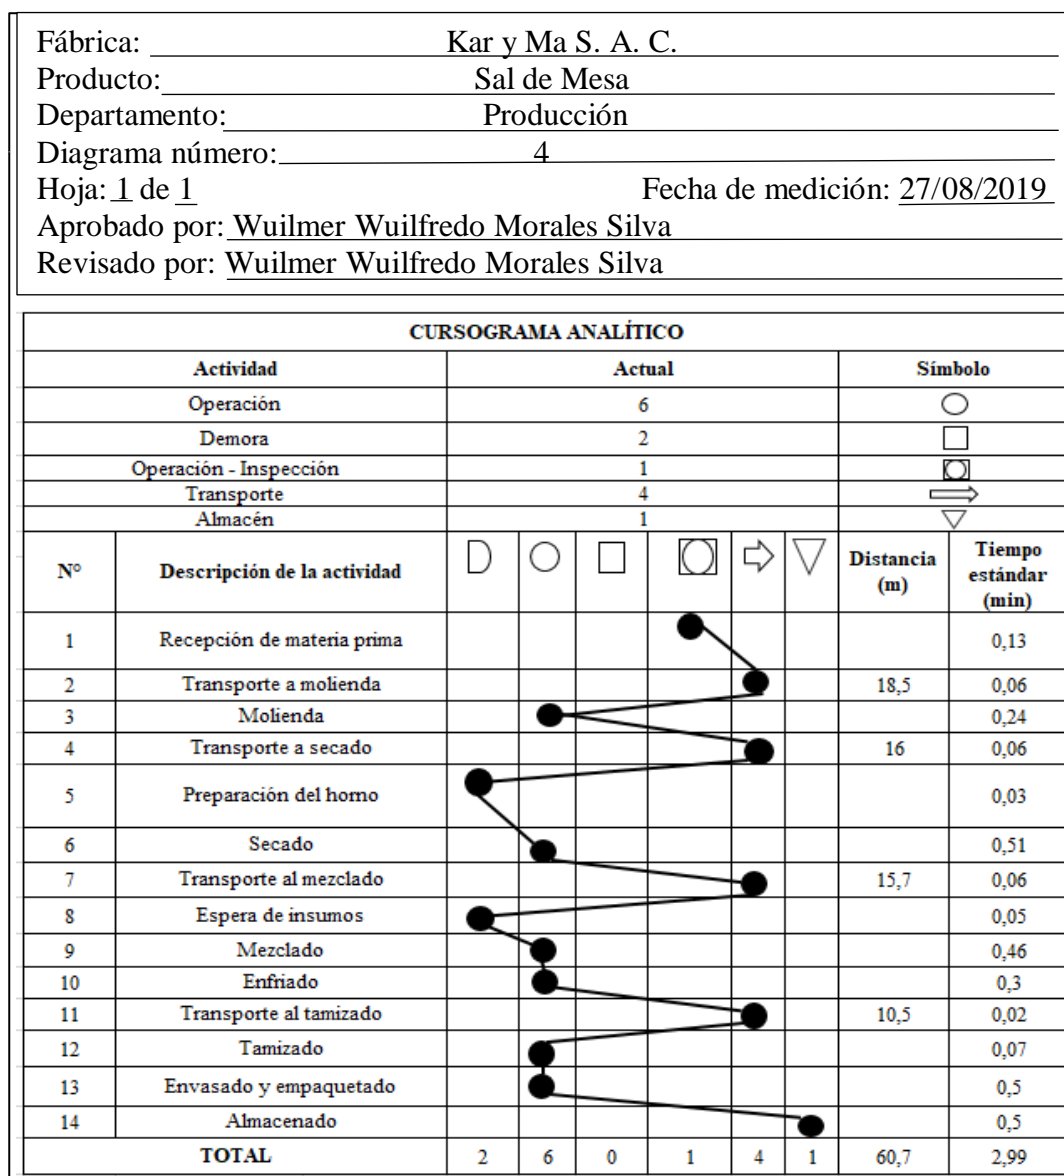 Fábrica: Kar y Ma S. A. C.
Producto: Sal de Mesa
Departamento: Producción
Diagrama número: 4
Hoja: 1 de 1 Fecha de medición: 27/08/2019
Aprobado por: Wuilmer Wuilfredo Morales Silva
Revisado por: Wuilmer Wuilfredo Morales Silva
CURSOGRAMA ANALÍTICO
Actividad Actual Símbolo
Operación 6
Demora 2
Operación - Inspección 1
Transporte 4
Almacén 1
N° Descripción de la actividad Distancia (m) Tiempo estándar (min)
1 Recepción de materia prima 0,13
2 Transporte a molienda 18,5 0,06
3 Molienda 0,24
4 Transporte a secado 16 0,06
5 Preparación del horno 0,03
6 Secado 0,51
7 Transporte al mezclado 15,7 0,06
8 Espera de insumos 0,05
9 Mezclado 0,46
10 Enfriado 0,3
11 Transporte al tamizado 10,5 0,02
12 Tamizado 0,07
13 Envasado y empaquetado 0,5
14 Almacenado 0,5
TOTAL 2 6 0 1 4 1 60,7 2,99